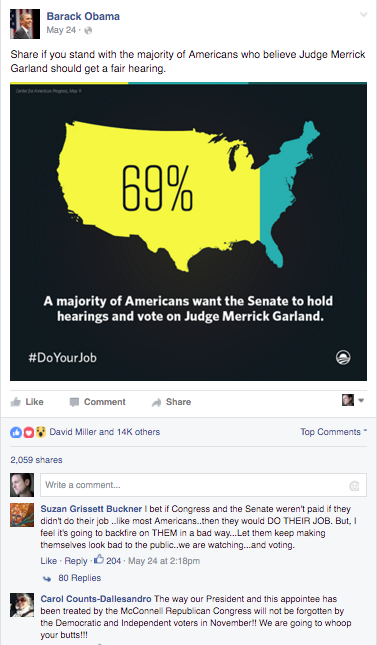 Barack Obama
May 24 ·
Share if you stand with the majority of Americans who believe Judge Merrick
Garland should get a fair hearing.
Center for American Progress, May 11
69%
A majority of Americans want the Senate to hold
hearings and vote on Judge Merrick Garland.
#DoYourJob
Like Comment Share
David Miller and 14K others Top Comments
2,059 shares
Write a comment...
Suzan Grissett Buckner I bet if Congress and the Senate weren't paid if they
didn't do their job ..like most Americans..then they would DO THEIR JOB. But, I
feel it's going to backfire on THEM in a bad way...Let them keep making
themselves look bad to the public..we are watching...and voting.
Like · Reply · 204 · May 24 at 2:18pm
80 Replies
Carol Counts-Dallesandro The way our President and this appointee has
been treated by the McConnell Republican Congress will not be forgotten by
the Democratic and Independent voters in November!! We are going to whoop
your butts!!!